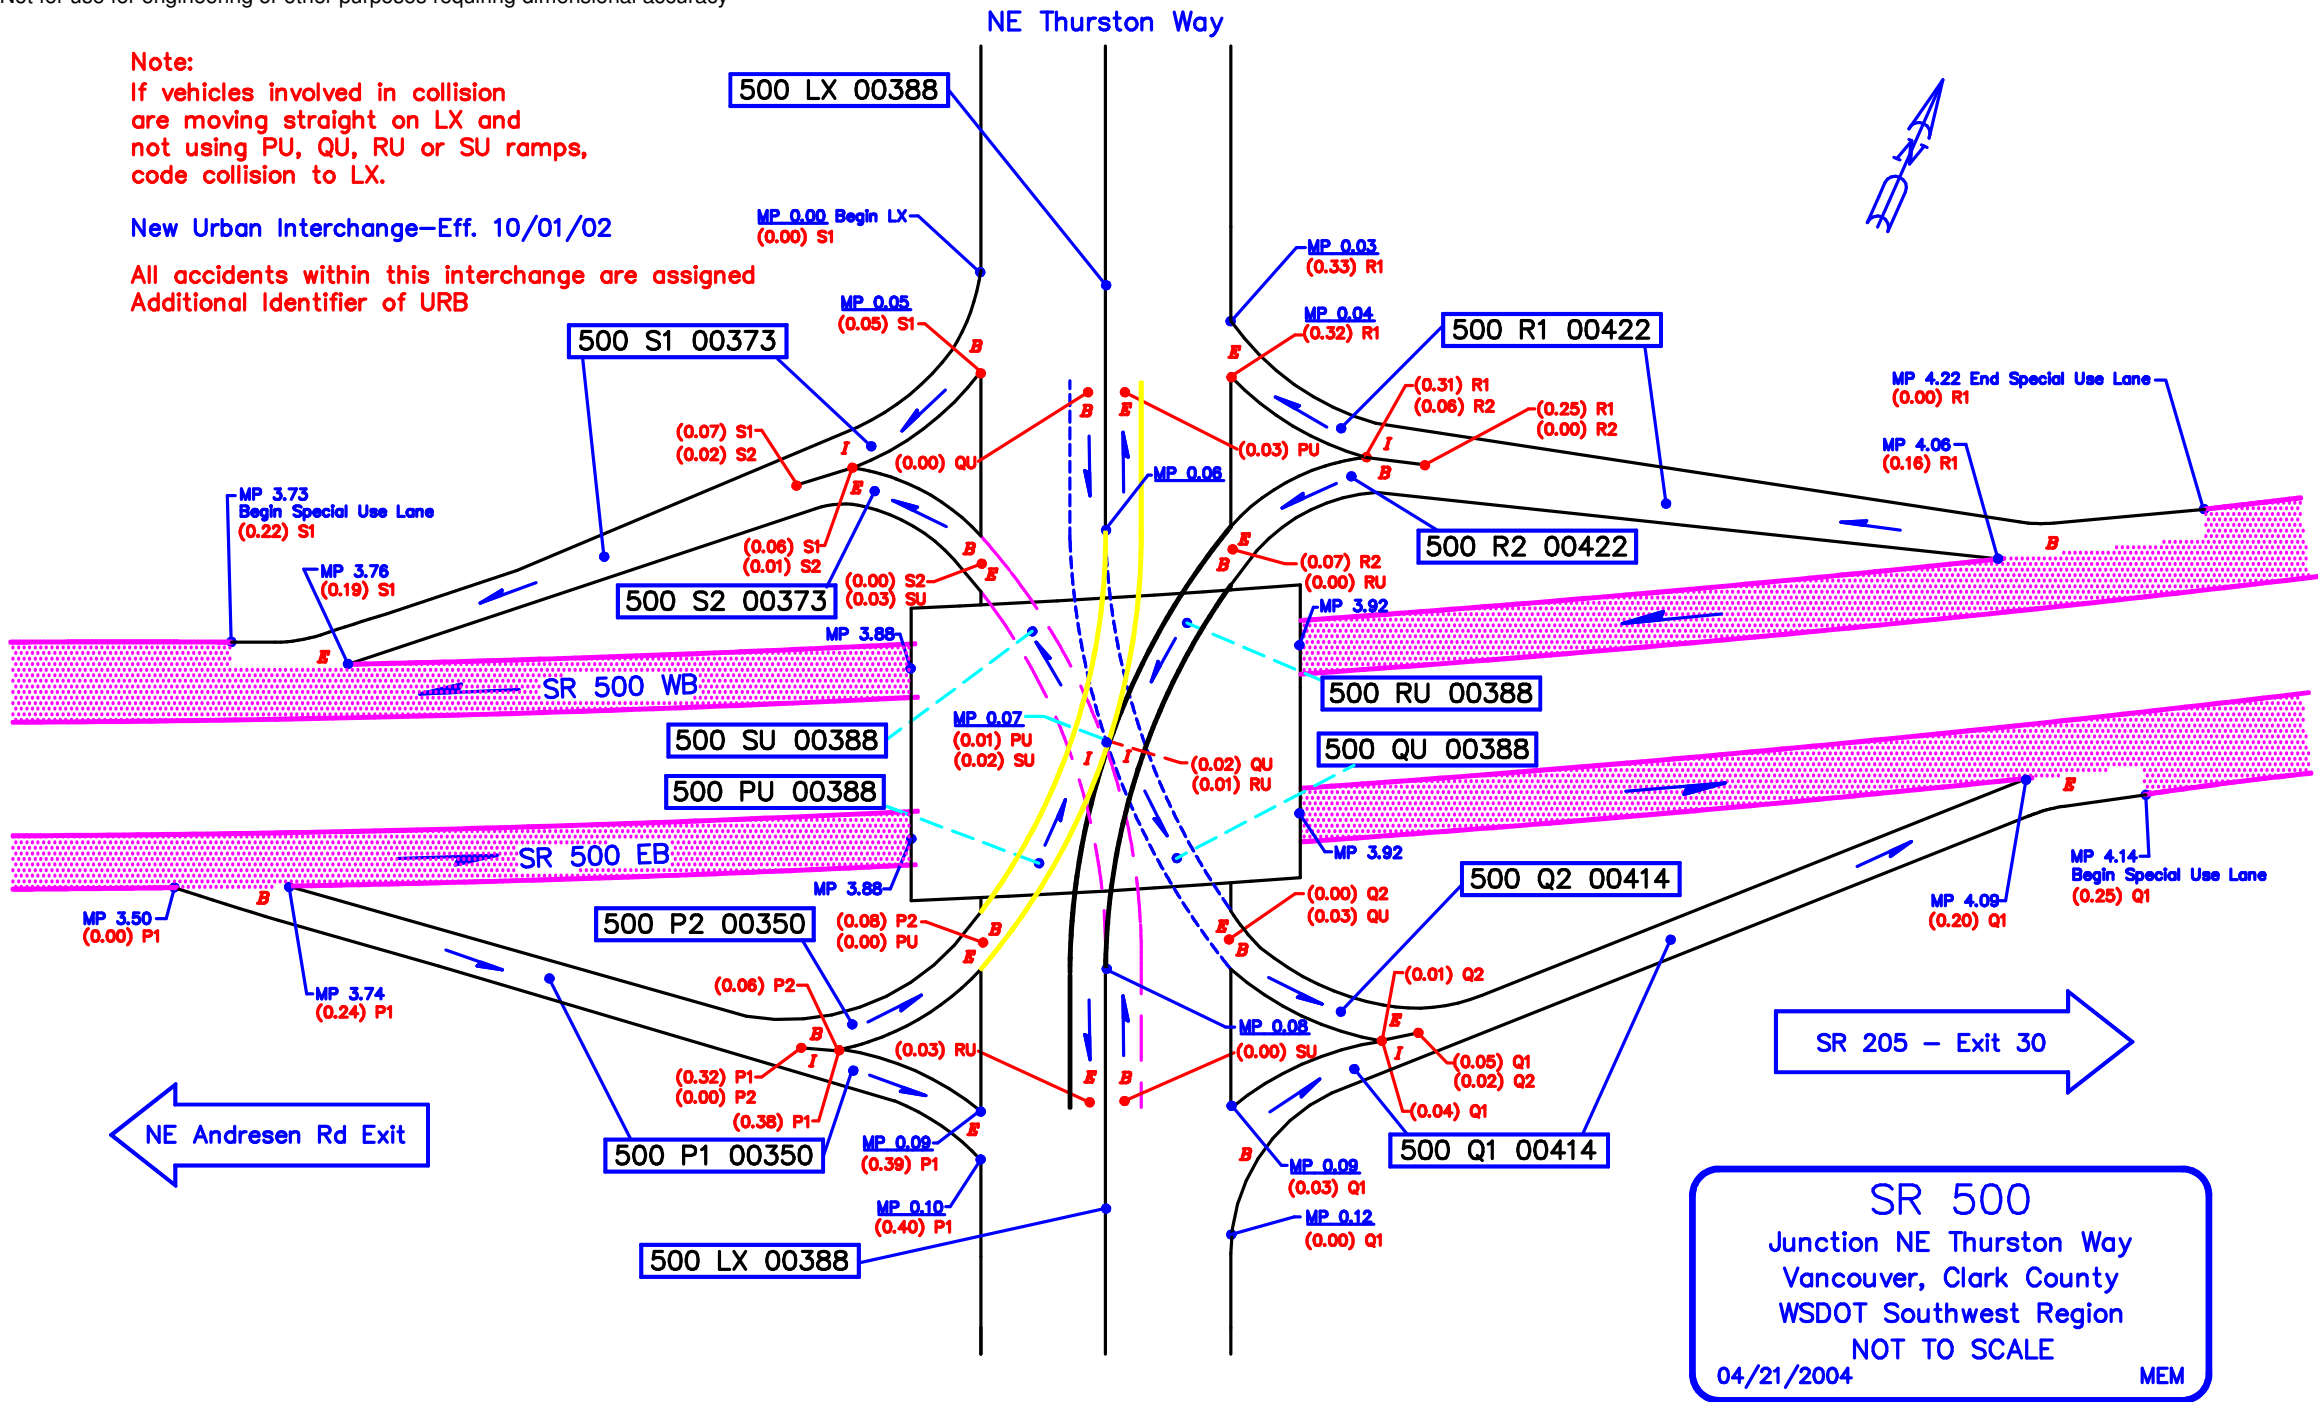 Not for use for engineering or other purposes requiring dimensional accuracy
NE Thurston Way
Note:
If vehicles involved in collision
are moving straight on LX and
not using PU, QU, RU or SU ramps,
code collision to LX.
New Urban Interchange-Eff. 10/01/02
All accidents within this interchange are assigned
Additional Identifier of URB
500 LX 00388
N
MP 0.00 Begin LX
(0.00) S1
MP 0.05
(0.05) S1
500 S1 00373
MP 0.03
(0.33) R1
MP 0.04
(0.32) R1
500 R1 00422
B
E
(0.31) R1
(0.06) R2
(0.25) R1
(0.00) R2
MP 4.22 End Special Use Lane
(0.00) R1
MP 4.06
(0.16) R1
B
E
(0.07) S1
(0.02) S2
I
(0.00) QU
(0.03) PU
I
B
MP 0.06
E
MP 3.73
Begin Special Use Lane
(0.22) S1
MP 3.76
(0.19) S1
(0.06) S1
(0.01) S2
B
E
E
B
(0.07) R2
(0.00) RU
500 R2 00422
B
(0.00) S2
(0.03) SU
500 S2 00373
MP 3.88
MP 3.92
E
SR 500 WB
500 RU 00388
500 SU 00388
MP 0.07
(0.01) PU
(0.02) SU
I
I
(0.02) QU
(0.01) RU
500 QU 00388
500 PU 00388
E
SR 500 EB
MP 3.88
MP 3.92
MP 4.14
Begin Special Use Lane
(0.25) Q1
B
MP 3.50
(0.00) P1
500 P2 00350
(0.08) P2
(0.00) PU
B
E
(0.00) Q2
(0.03) QU
E
B
500 Q2 00414
MP 4.09
(0.20) Q1
MP 3.74
(0.24) P1
(0.06) P2
(0.01) Q2
B
I
(0.03) RU
MP 0.08
(0.00) SU
E
I
SR 205 - Exit 30
(0.32) P1
(0.00) P2
(0.38) P1
E
B
(0.05) Q1
(0.02) Q2
(0.04) Q1
NE Andresen Rd Exit
500 P1 00350
MP 0.09
(0.39) P1
E
B
500 Q1 00414
MP 0.09
(0.03) Q1
MP 0.10
(0.40) P1
MP 0.12
(0.00) Q1
500 LX 00388
SR 500
Junction NE Thurston Way
Vancouver, Clark County
WSDOT Southwest Region
NOT TO SCALE
04/21/2004 MEM